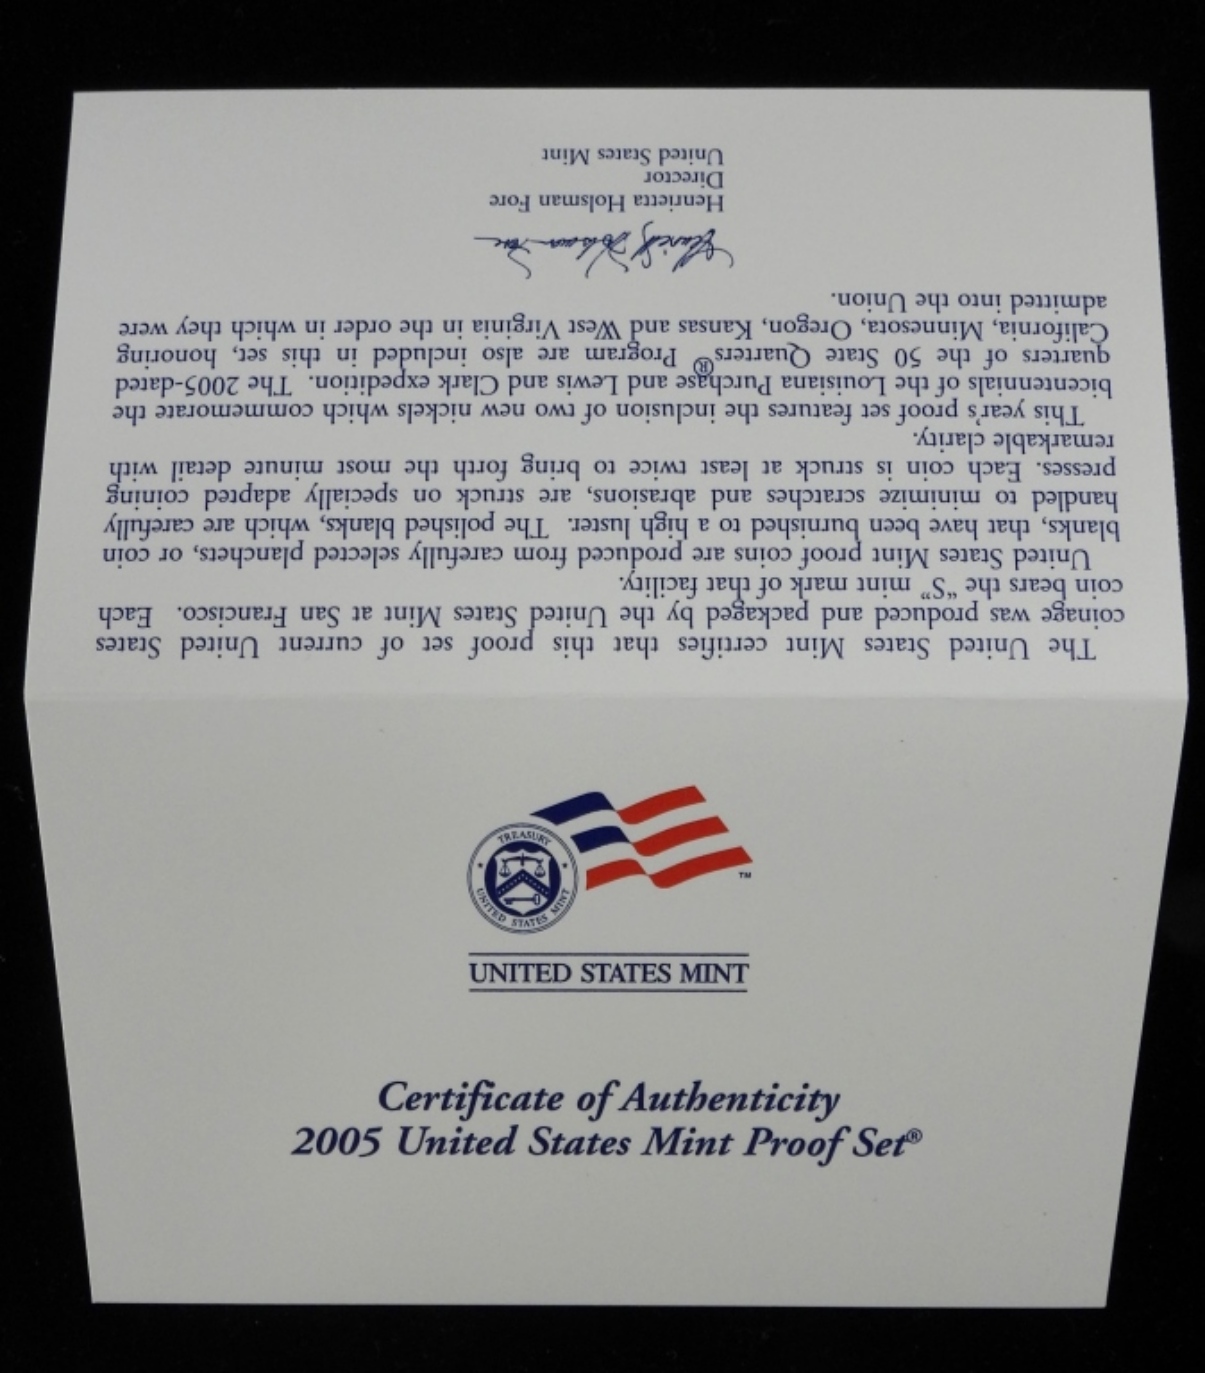 The United States Mint certifies that this proof set of current United States
coinage was produced and packaged by the United States Mint at San Francisco. Each
coin bears the “S” mint mark of that facility.
United States Mint proof coins are produced from carefully selected planchets, or coin
blanks, that have been burnished to a high luster. The polished blanks, which are carefully
handled to minimize scratches and abrasions, are struck on specially adapted coining
presses. Each coin is struck at least twice to bring forth the most minute detail with
remarkable clarity.
This year's proof set features the inclusion of two new nickels which commemorate the
bicentennials of the Louisiana Purchase and Lewis and Clark expedition. The 2005-dated
quarters of the 50 State Quarters® Program are also included in this set, honoring
California, Minnesota, Oregon, Kansas and West Virginia in the order in which they were
admitted into the Union.
Henrietta Holsman Fore
Henrietta Holsman Fore
Director
United States Mint
TREASURY
UNITED STATES MINT
TM
UNITED STATES MINT
Certificate of Authenticity
2005 United States Mint Proof Set®